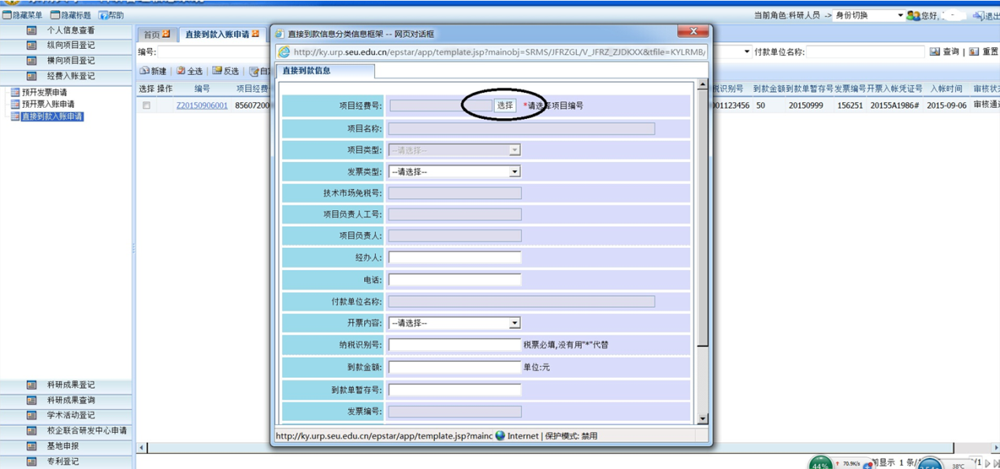 隐藏菜单 隐藏标题 帮助
当前角色:科研人员 -> 身份切换 您好, 退出
个人信息查看
纵向项目登记
横向项目登记
经费入账登记
预开发票申请
预开票入账申请
直接到款入账申请
科研成果登记
科研成果查询
学术活动登记
校企联合研发中心申请
基地申报
专利登记
首页 直接到款入账申请
编号: 付款单位名称: 查询 重置
新建 全选 反选
选择 操作 编号 项目经费 税识别号 到款金额 到款单暂存号 发票编号 开票入帐凭证号 入帐时间 审核状
Z20150906001 85607200 01123456 50 20150999 156251 20155A1986# 2015-09-06 审核通
直接到款信息分类信息框架 -- 网页对话框
http://ky.urp.seu.edu.cn/epstar/app/template.jsp?mainobj=SRMS/JFRZGL/V_JFRZ_ZJDKXX&tfile=KYLRMB/
直接到款信息
项目经费号: 选择 *请选择项目编号
项目名称:
项目类型: --请选择--
发票类型: --请选择--
技术市场免税号:
项目负责人工号:
项目负责人:
经办人:
电话:
付款单位名称:
开票内容: --请选择--
纳税识别号: 税票必填,没有用"*"代替
到款金额: 单位:元
到款单暂存号:
发票编号:
http://ky.urp.seu.edu.cn/epstar/app/template.jsp?mainc Internet | 保护模式: 禁用
44% 70.9K/s 前显示 1 条/ 38℃ /1